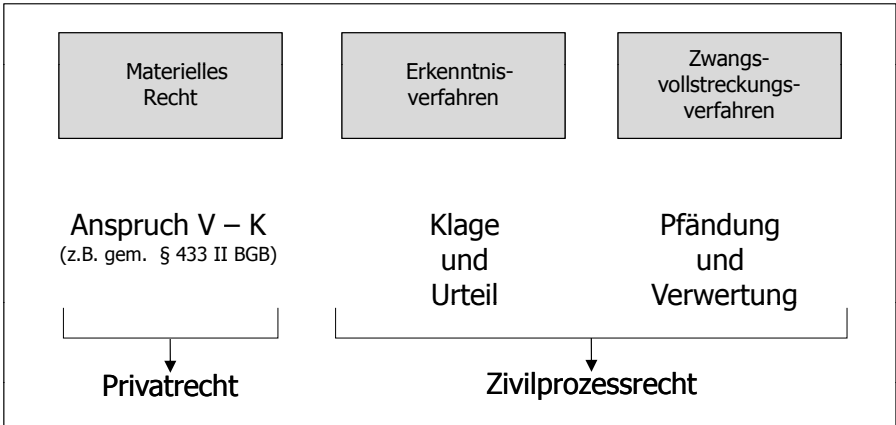 Materielles
Recht
Erkenntnis-
verfahren
Zwangs-
vollstreckungs-
verfahren
Anspruch V – K
(z.B. gem. § 433 II BGB)
Klage
und
Urteil
Pfändung
und
Verwertung
Privatrecht
Zivilprozessrecht